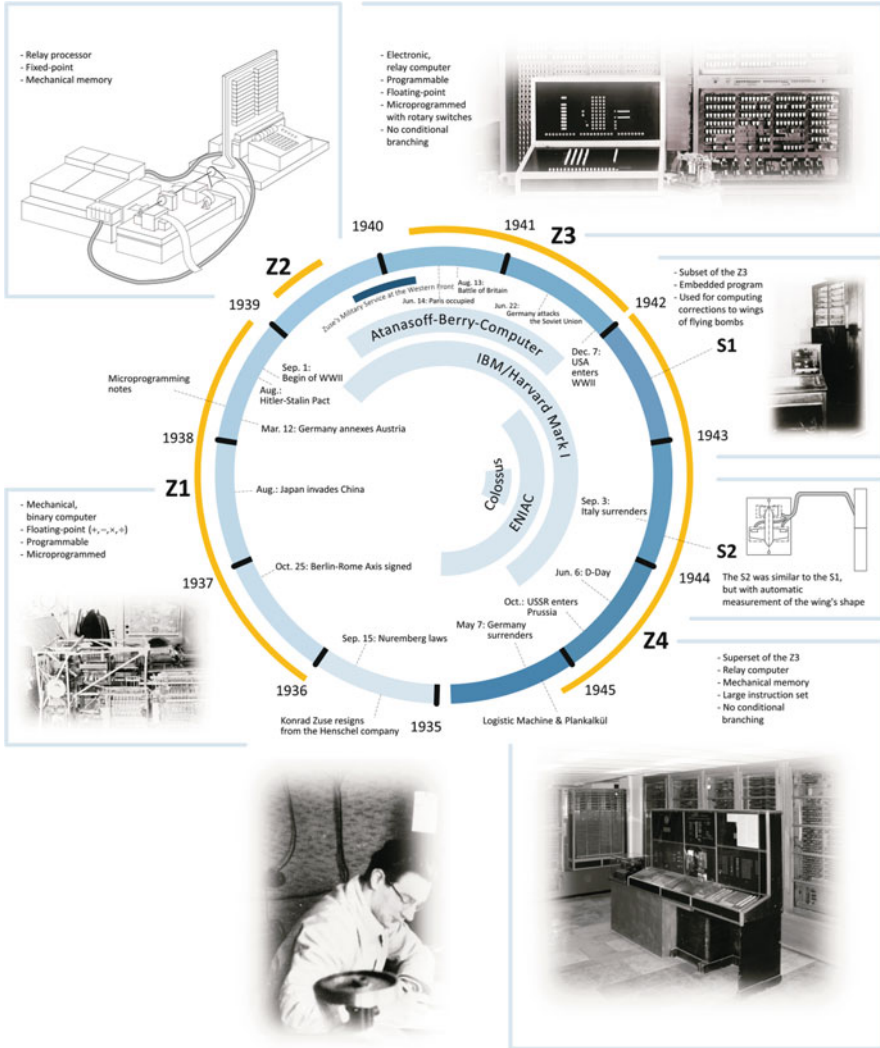 - Relay processor
- Fixed-point
- Mechanical memory
- Electronic,
relay computer
- Programmable
- Floating-point
- Microprogrammed
with rotary switches
- No conditional
branching
1940
1941
Z3
Z2
1939
1942
Zuse's Military Service at the Western Front
Jun. 14: Paris occupied
Aug. 13:
Battle of Britain
Jun. 22:
Germany attacks
the Soviet Union
- Subset of the Z3
- Embedded program
- Used for computing
corrections to wings
of flying bombs
S1
Atanasoff-Berry-Computer
IBM/Harvard Mark I
Dec. 7:
USA
enters
WWII
Sep. 1:
Begin of WWII
Aug.:
Hitler-Stalin Pact
Microprogramming
notes
Mar. 12: Germany annexes Austria
1938
1943
Z1
Aug.: Japan invades China
Colossus
ENIAC
- Mechanical,
binary computer
- Floating-point (+,−,×,÷)
- Programmable
- Microprogrammed
Sep. 3:
Italy surrenders
S2
The S2 was similar to the S1,
but with automatic
measurement of the wing's shape
1937
Oct. 25: Berlin-Rome Axis signed
Jun. 6: D-Day
1944
Oct.: USSR enters
Prussia
May 7: Germany
surrenders
Z4
Sep. 15: Nuremberg laws
1936
1945
- Superset of the Z3
- Relay computer
- Mechanical memory
- Large instruction set
- No conditional
branching
Konrad Zuse resigns
from the Henschel company
1935
Logistic Machine & Plankalkül